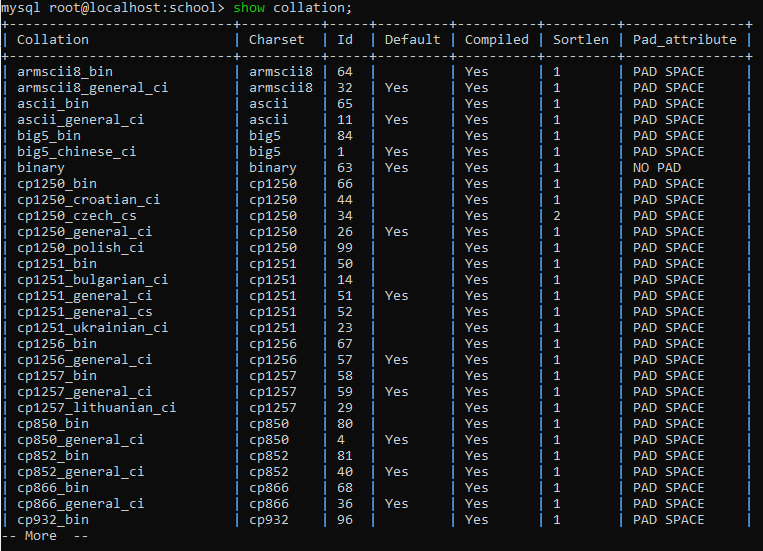 mysql root@localhost:school> show collation;
+----------------------------+----------+-----+---------+----------+---------+---------------+
| Collation | Charset | Id | Default | Compiled | Sortlen | Pad_attribute |
+----------------------------+----------+-----+---------+----------+---------+---------------+
| armscii8_bin | armscii8 | 64 | | Yes | 1 | PAD SPACE |
| armscii8_general_ci | armscii8 | 32 | Yes | Yes | 1 | PAD SPACE |
| ascii_bin | ascii | 65 | | Yes | 1 | PAD SPACE |
| ascii_general_ci | ascii | 11 | Yes | Yes | 1 | PAD SPACE |
| big5_bin | big5 | 84 | | Yes | 1 | PAD SPACE |
| big5_chinese_ci | big5 | 1 | Yes | Yes | 1 | PAD SPACE |
| binary | binary | 63 | Yes | Yes | 1 | NO PAD |
| cp1250_bin | cp1250 | 66 | | Yes | 1 | PAD SPACE |
| cp1250_croatian_ci | cp1250 | 44 | | Yes | 1 | PAD SPACE |
| cp1250_czech_cs | cp1250 | 34 | | Yes | 2 | PAD SPACE |
| cp1250_general_ci | cp1250 | 26 | Yes | Yes | 1 | PAD SPACE |
| cp1250_polish_ci | cp1250 | 99 | | Yes | 1 | PAD SPACE |
| cp1251_bin | cp1251 | 50 | | Yes | 1 | PAD SPACE |
| cp1251_bulgarian_ci | cp1251 | 14 | | Yes | 1 | PAD SPACE |
| cp1251_general_ci | cp1251 | 51 | Yes | Yes | 1 | PAD SPACE |
| cp1251_general_cs | cp1251 | 52 | | Yes | 1 | PAD SPACE |
| cp1251_ukrainian_ci | cp1251 | 23 | | Yes | 1 | PAD SPACE |
| cp1256_bin | cp1256 | 67 | | Yes | 1 | PAD SPACE |
| cp1256_general_ci | cp1256 | 57 | Yes | Yes | 1 | PAD SPACE |
| cp1257_bin | cp1257 | 58 | | Yes | 1 | PAD SPACE |
| cp1257_general_ci | cp1257 | 59 | Yes | Yes | 1 | PAD SPACE |
| cp1257_lithuanian_ci | cp1257 | 29 | | Yes | 1 | PAD SPACE |
| cp850_bin | cp850 | 80 | | Yes | 1 | PAD SPACE |
| cp850_general_ci | cp850 | 4 | Yes | Yes | 1 | PAD SPACE |
| cp852_bin | cp852 | 81 | | Yes | 1 | PAD SPACE |
| cp852_general_ci | cp852 | 40 | Yes | Yes | 1 | PAD SPACE |
| cp866_bin | cp866 | 68 | | Yes | 1 | PAD SPACE |
| cp866_general_ci | cp866 | 36 | Yes | Yes | 1 | PAD SPACE |
| cp932_bin | cp932 | 96 | | Yes | 1 | PAD SPACE |
-- More --